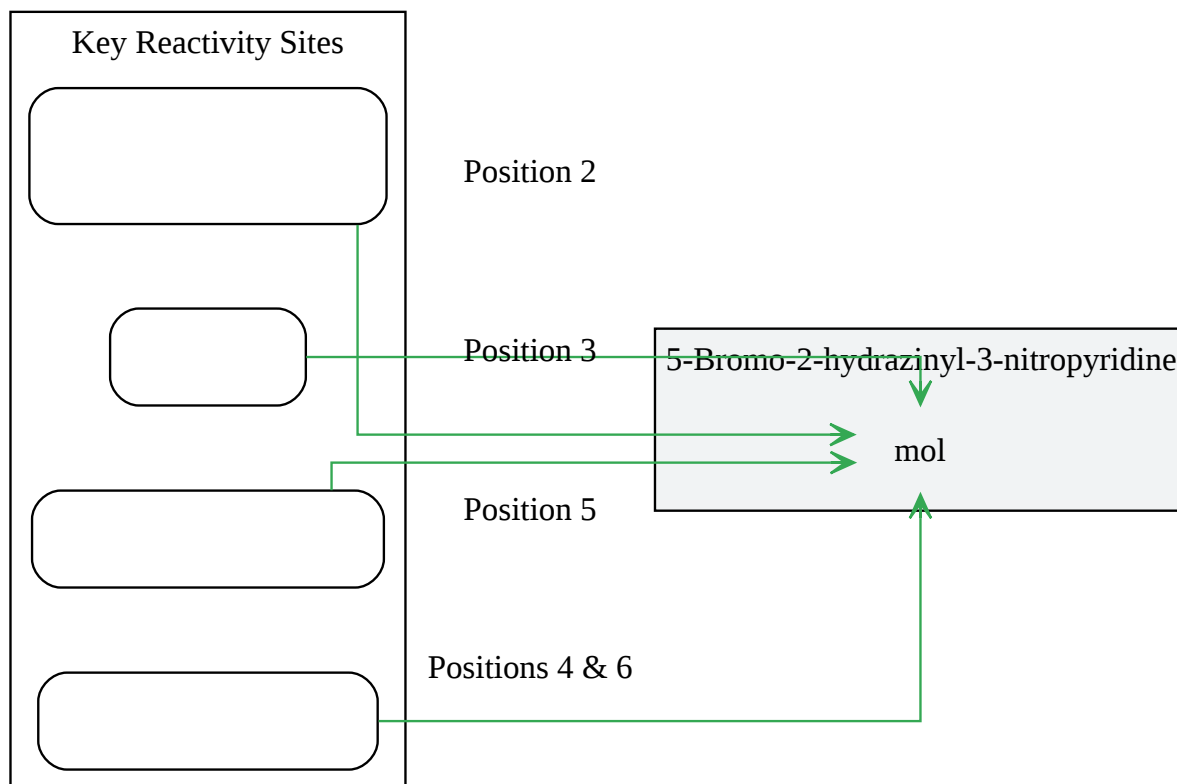 Key Reactivity Sites
Position 2
Position 3
5-Bromo-2-hydrazinyl-3-nitropyridine
mol
Position 5
Positions 4 & 6